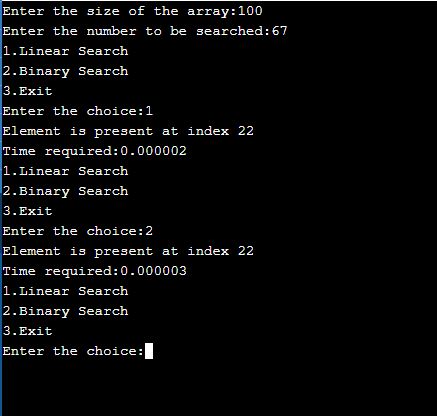 Enter the size of the array:100
Enter the number to be searched:67
1.Linear Search
2.Binary Search
3.Exit
Enter the choice:1
Element is present at index 22
Time required:0.000002
1.Linear Search
2.Binary Search
3.Exit
Enter the choice:2
Element is present at index 22
Time required:0.000003
1.Linear Search
2.Binary Search
3.Exit
Enter the choice: